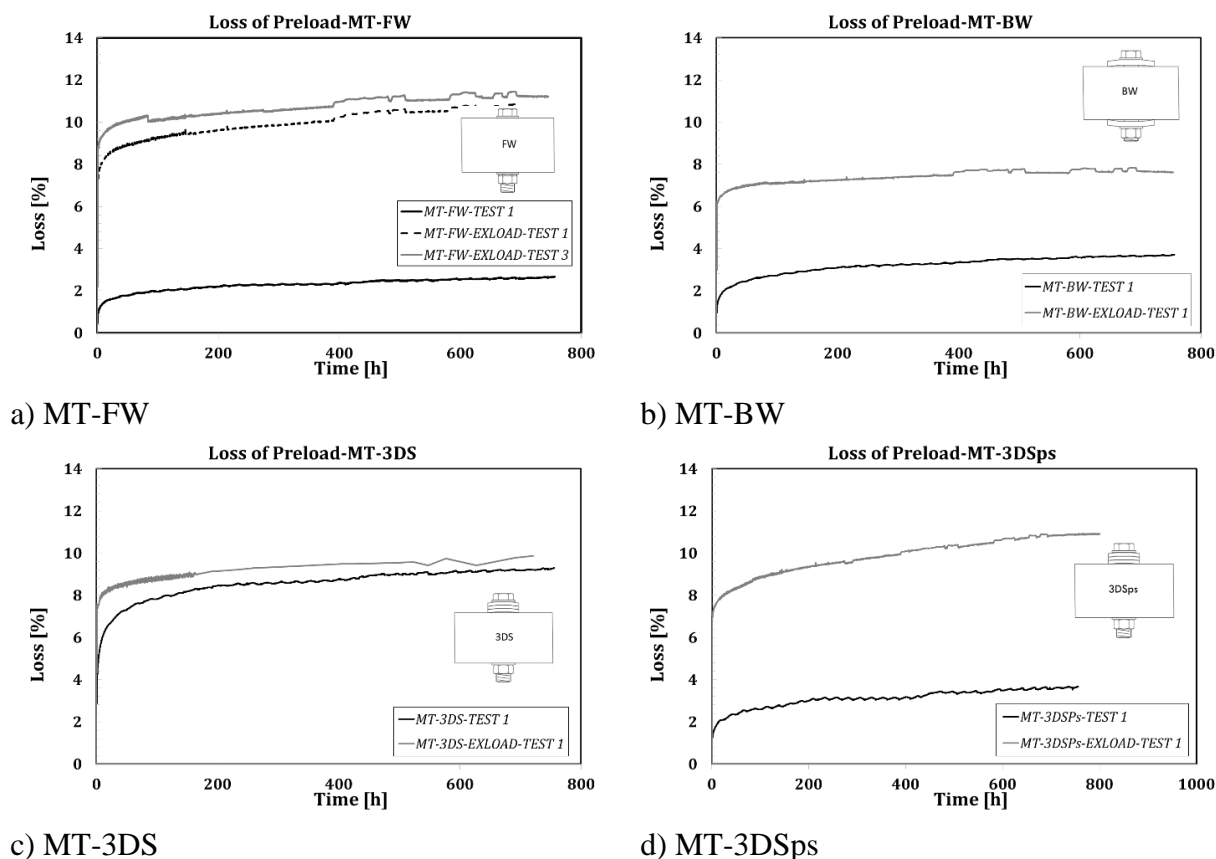 Loss of Preload-MT-FW
14
12
10
8
6
4
2
0
Loss [%]
0 200 400 600 800
Time [h]
FW
MT-FW-TEST 1
MT-FW-EXLOAD-TEST 1
MT-FW-EXLOAD-TEST 3
a) MT-FW
Loss of Preload-MT-BW
14
12
10
8
6
4
2
0
Loss [%]
0 200 400 600 800
Time [h]
BW
MT-BW-TEST 1
MT-BW-EXLOAD-TEST 1
b) MT-BW
Loss of Preload-MT-3DS
14
12
10
8
6
4
2
0
Loss [%]
0 200 400 600 800
Time [h]
3DS
MT-3DS-TEST 1
MT-3DS-EXLOAD-TEST 1
c) MT-3DS
Loss of Preload-MT-3DSps
14
12
10
8
6
4
2
0
Loss [%]
0 200 400 600 800 1000
Time [h]
3DSps
MT-3DSPs-TEST 1
MT-3DSPs-EXLOAD-TEST 1
d) MT-3DSps